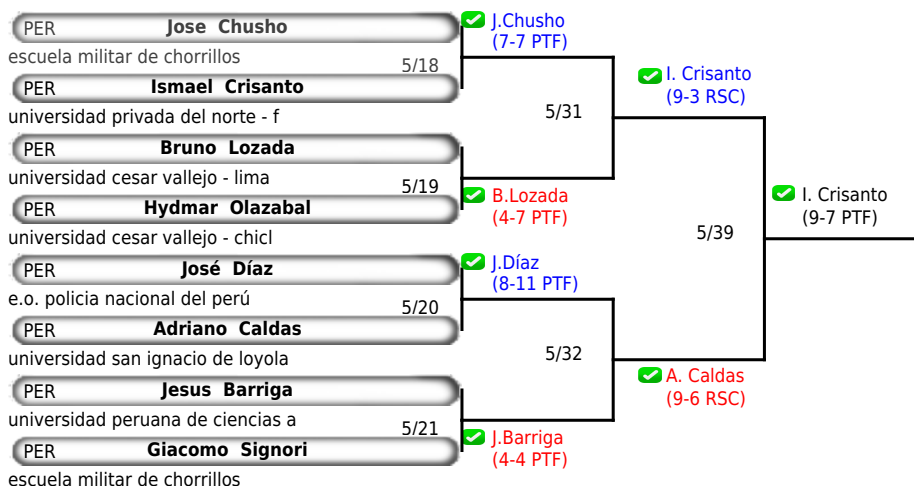 PER Jose Chusho
escuela militar de chorrillos
5/18
PER Ismael Crisanto
universidad privada del norte - f
J.Chusho
(7-7 PTF)
PER Bruno Lozada
universidad cesar vallejo - lima
5/19
PER Hydmar Olazabal
universidad cesar vallejo - chicl
B.Lozada
(4-7 PTF)
5/31
I. Crisanto
(9-3 RSC)
PER José Díaz
e.o. policia nacional del perú
5/20
PER Adriano Caldas
universidad san ignacio de loyola
J.Díaz
(8-11 PTF)
PER Jesus Barriga
universidad peruana de ciencias a
5/21
PER Giacomo Signori
escuela militar de chorrillos
J.Barriga
(4-4 PTF)
5/32
A. Caldas
(9-6 RSC)
5/39
I. Crisanto
(9-7 PTF)